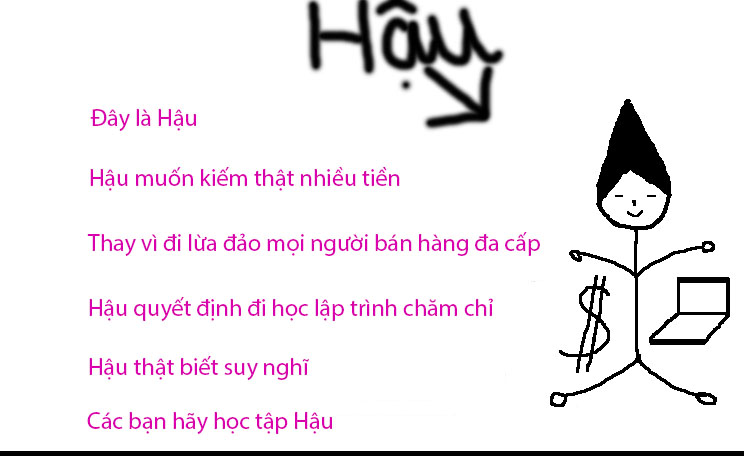 Hậu
Đây là Hậu
Hậu muốn kiếm thật nhiều tiền
Thay vì đi lừa đảo mọi người bán hàng đa cấp
Hậu quyết định đi học lập trình chăm chỉ
Hậu thật biết suy nghĩ
Các bạn hãy học tập Hậu
$